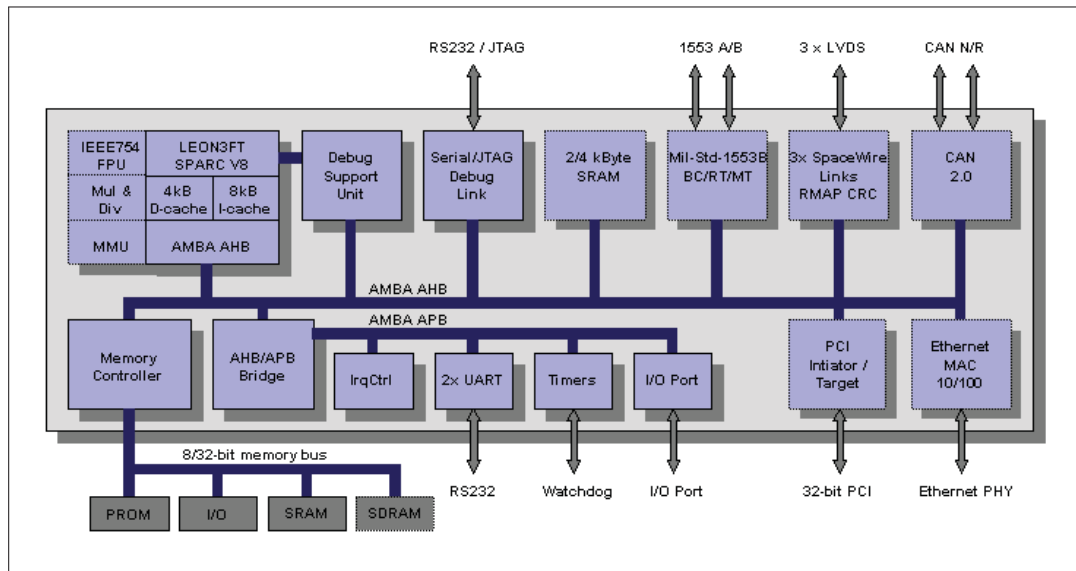 RS232 / JTAG
1553 A/B
3 x LVDS
CAN N/R
IEEE754
FPU
LEON3FT
SPARC V8
Mul &
Div
4kB
D-cache
8kB
I-cache
MMU
AMBA AHB
Debug
Support
Unit
Serial/JTAG
Debug
Link
2/4 kByte
SRAM
Mil-Std-1553B
BC/RT/MT
3x SpaceWire
Links
RMAP CRC
CAN
2.0
AMBA AHB
AMBA APB
Memory
Controller
AHB/APB
Bridge
IrqCtrl
2x UART
Timers
I/O Port
PCI
Intiator /
Target
Ethernet
MAC
10/100
8/32-bit memory bus
RS232
Watchdog
I/O Port
32-bit PCI
Ethernet PHY
PROM
I/O
SRAM
SDRAM